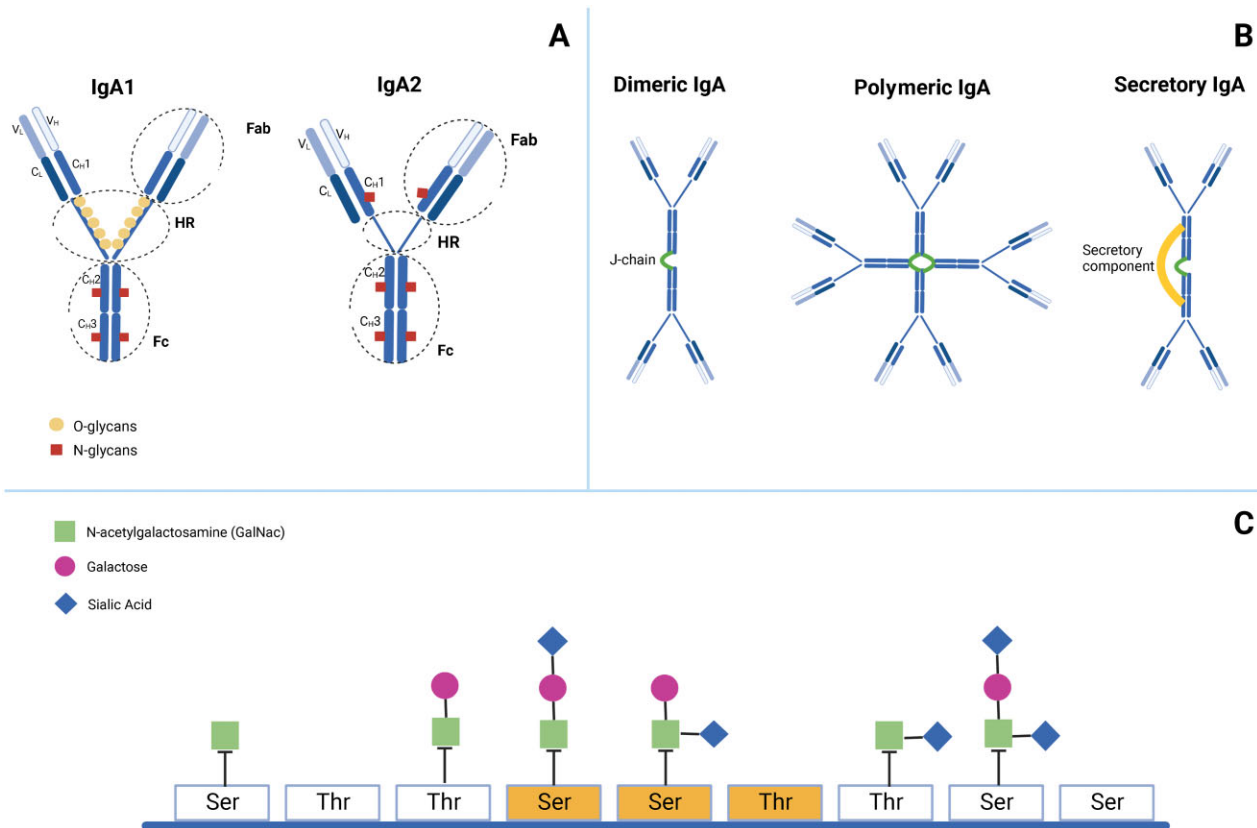 A
IgA1
IgA2
VL
VH
CH1
CL
Fab
HR
CH2
CH3
Fc
VL
VH
CH1
CL
Fab
HR
CH2
CH3
Fc
O-glycans
N-glycans
B
Dimeric IgA
Polymeric IgA
Secretory IgA
J-chain
Secretory
component
C
N-acetylgalactosamine (GalNac)
Galactose
Sialic Acid
Ser Thr Thr Ser Ser Thr Thr Ser Ser